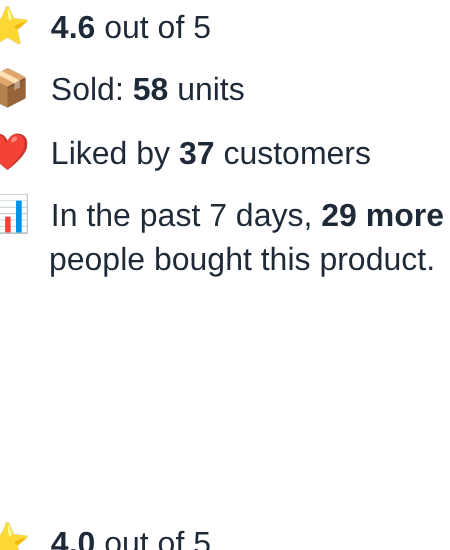 4.6 out of 5
Sold: 58 units
Liked by 37 customers
In the past 7 days, 29 more
people bought this product.
4.0 out of 5